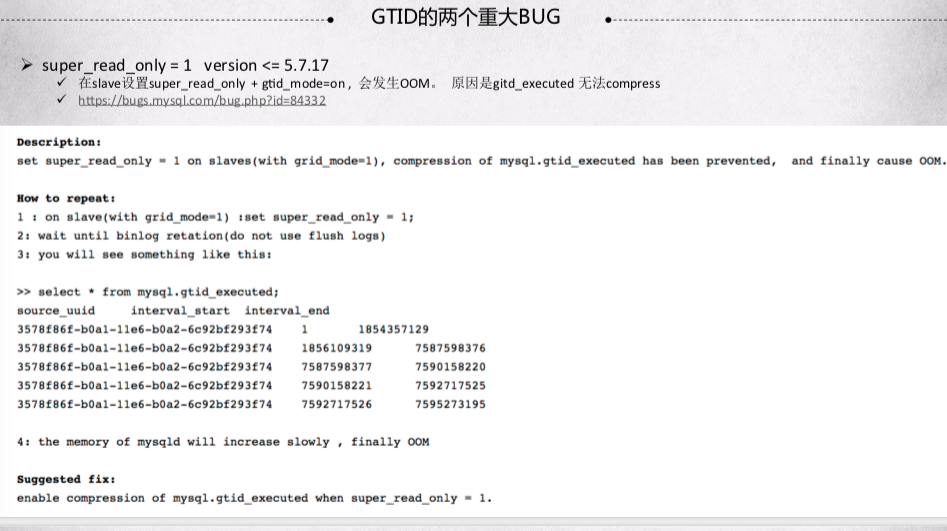 GTID的两个重大BUG
super_read_only = 1 version <= 5.7.17
在slave设置super_read_only + gtid_mode=on, 会发生OOM。 原因是gitd_executed 无法compress
https://bugs.mysql.com/bug.php?id=84332
Description:
set super_read_only = 1 on slaves(with grid_mode=1), compression of mysql.gtid_executed has been prevented, and finally cause OOM.
How to repeat:
1 : on slave(with grid_mode=1) :set super_read_only = 1;
2: wait until binlog retation(do not use flush logs)
3: you will see something like this:
>> select * from mysql.gtid_executed;
source_uuid interval_start interval_end
3578f86f-b0a1-11e6-b0a2-6c92bf293f74 1 1854357129
3578f86f-b0a1-11e6-b0a2-6c92bf293f74 1856109319 7587598376
3578f86f-b0a1-11e6-b0a2-6c92bf293f74 7587598377 7590158220
3578f86f-b0a1-11e6-b0a2-6c92bf293f74 7590158221 7592717525
3578f86f-b0a1-11e6-b0a2-6c92bf293f74 7592717526 7595273195
4: the memory of mysqld will increase slowly , finally OOM
Suggested fix:
enable compression of mysql.gtid_executed when super_read_only = 1.